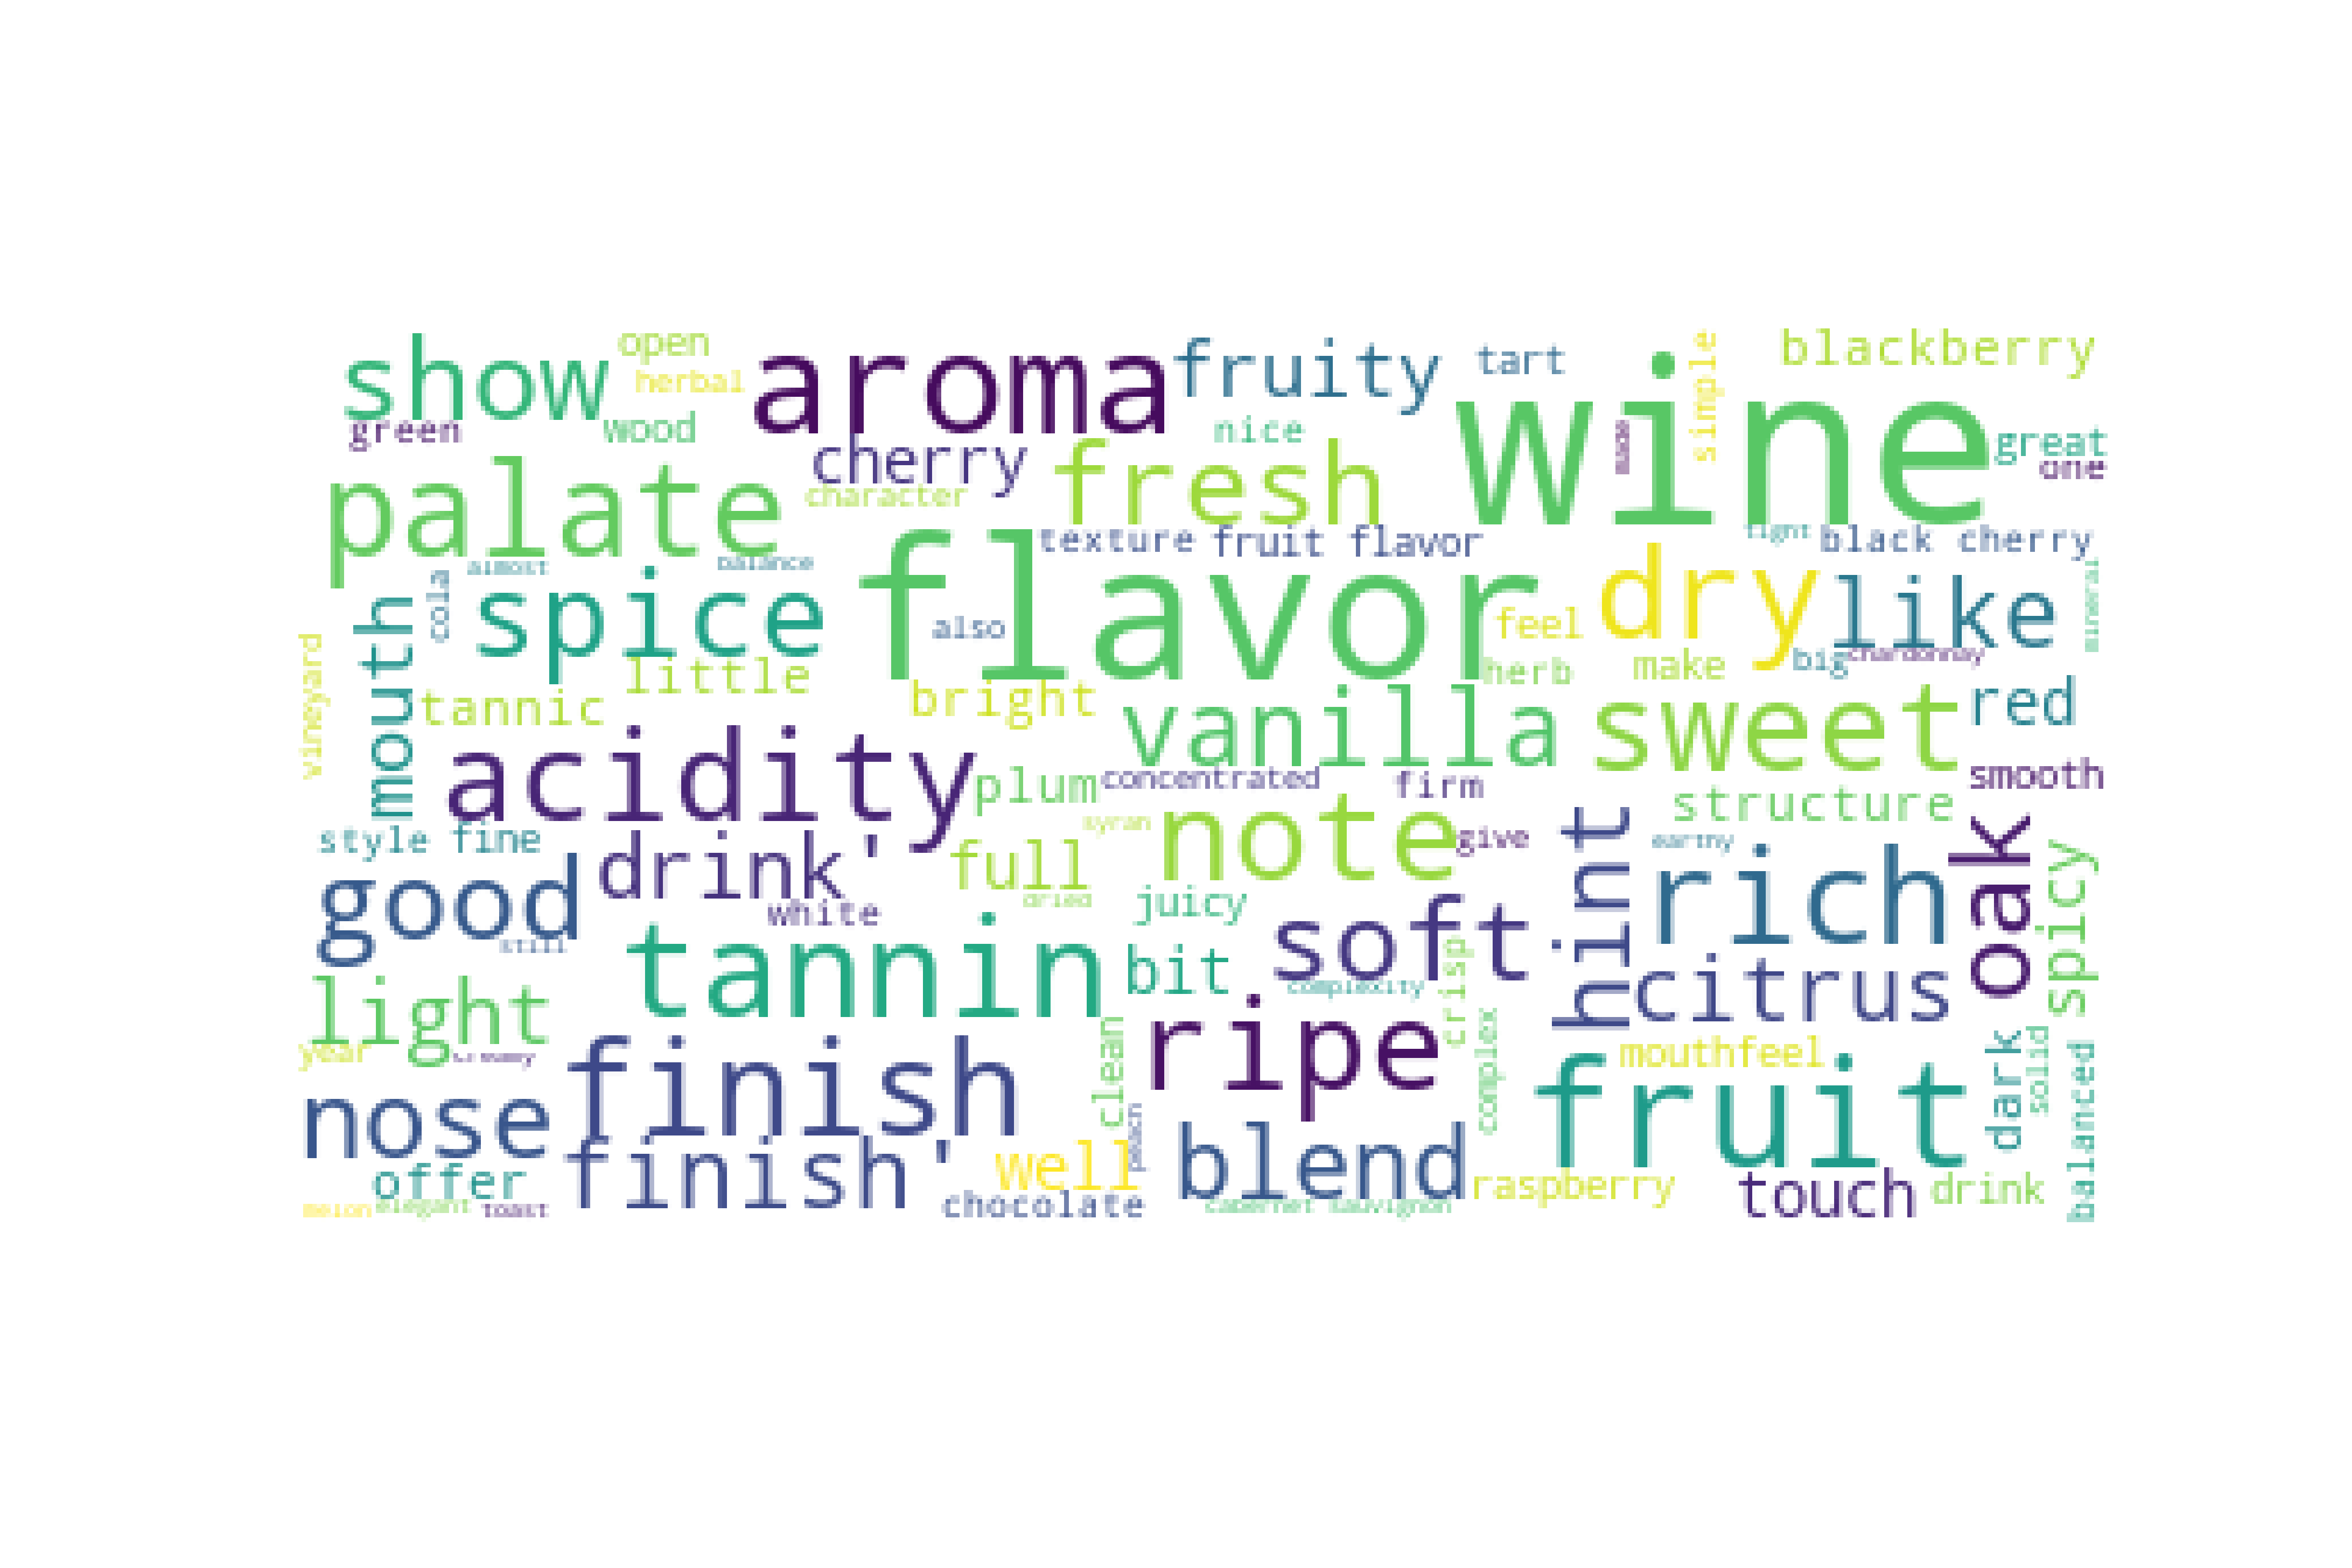 show
open
herbal
green
wood
aroma
fruity
tart
simple
blackberry
wine
made
great
one
cherry
character
nice
fresh
palate
almost
balance
texture
fruit flavor
tight
black cherry
mineral
cola
mouth
spice
also
flavor
feel
dry
like
vineyard
tannic
little
bright
herb
make
big
chardonnay
vanilla
sweet
red
acidity
plum
concentrated
firm
structure
smooth
style
fine
drink'
syrah
full
note
give
hint
earthy
rich
oak
spicy
good
still
white
dried
juicy
soft
tannin
bit
complexity
crisp
citrus
light
year
creamy
finish
clean
ripe
complex
mouthfeel
fruit
dark
solid
balanced
nose
finish'
well
peach
blend
raspberry
touch
drink
offer
melon
elegant
toast
chocolate
cabernet sauvignon